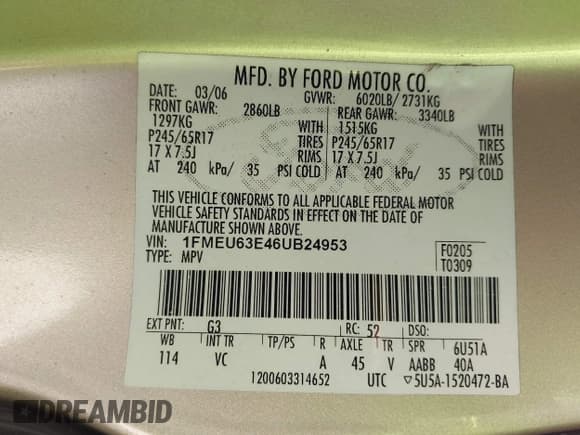 MFD. BY FORD MOTOR CO.
DATE: 03/06 GVWR: 6020LB/ 2731KG
FRONT GAWR: 2860LB REAR GAWR: 3340LB
1297KG WITH 1515KG WITH
P245/65R17 TIRES P245/65R17 TIRES
17 X 7.5J RIMS 17 X 7.5J RIMS
AT 240 kPa/ 35 PSI COLD AT 240 kPa/ 35 PSI COLD
THIS VEHICLE CONFORMS TO ALL APPLICABLE FEDERAL MOTOR
VEHICLE SAFETY STANDARDS IN EFFECT ON THE DATE OF
MANUFACTURE SHOWN ABOVE.
VIN: 1FMEU63E46UB24953 F0205
TYPE: MPV T0309
EXT PNT: G3 RC: 52 DSO:
WB INT TR TP/PS R AXLE TR SPR 6U51A
114 VC A 45 V AABB 40A
1200603314652 UTC ▽5U5A-1520472-BA
DREAMBID